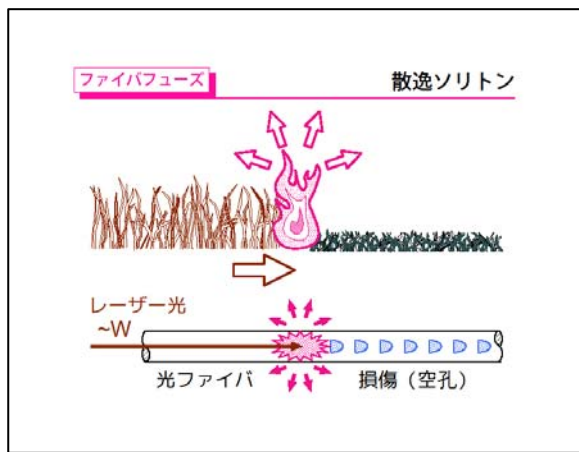 ファイバフューズ
散逸ソリトン
レーザー光
~W
光ファイバ
損傷（空孔）